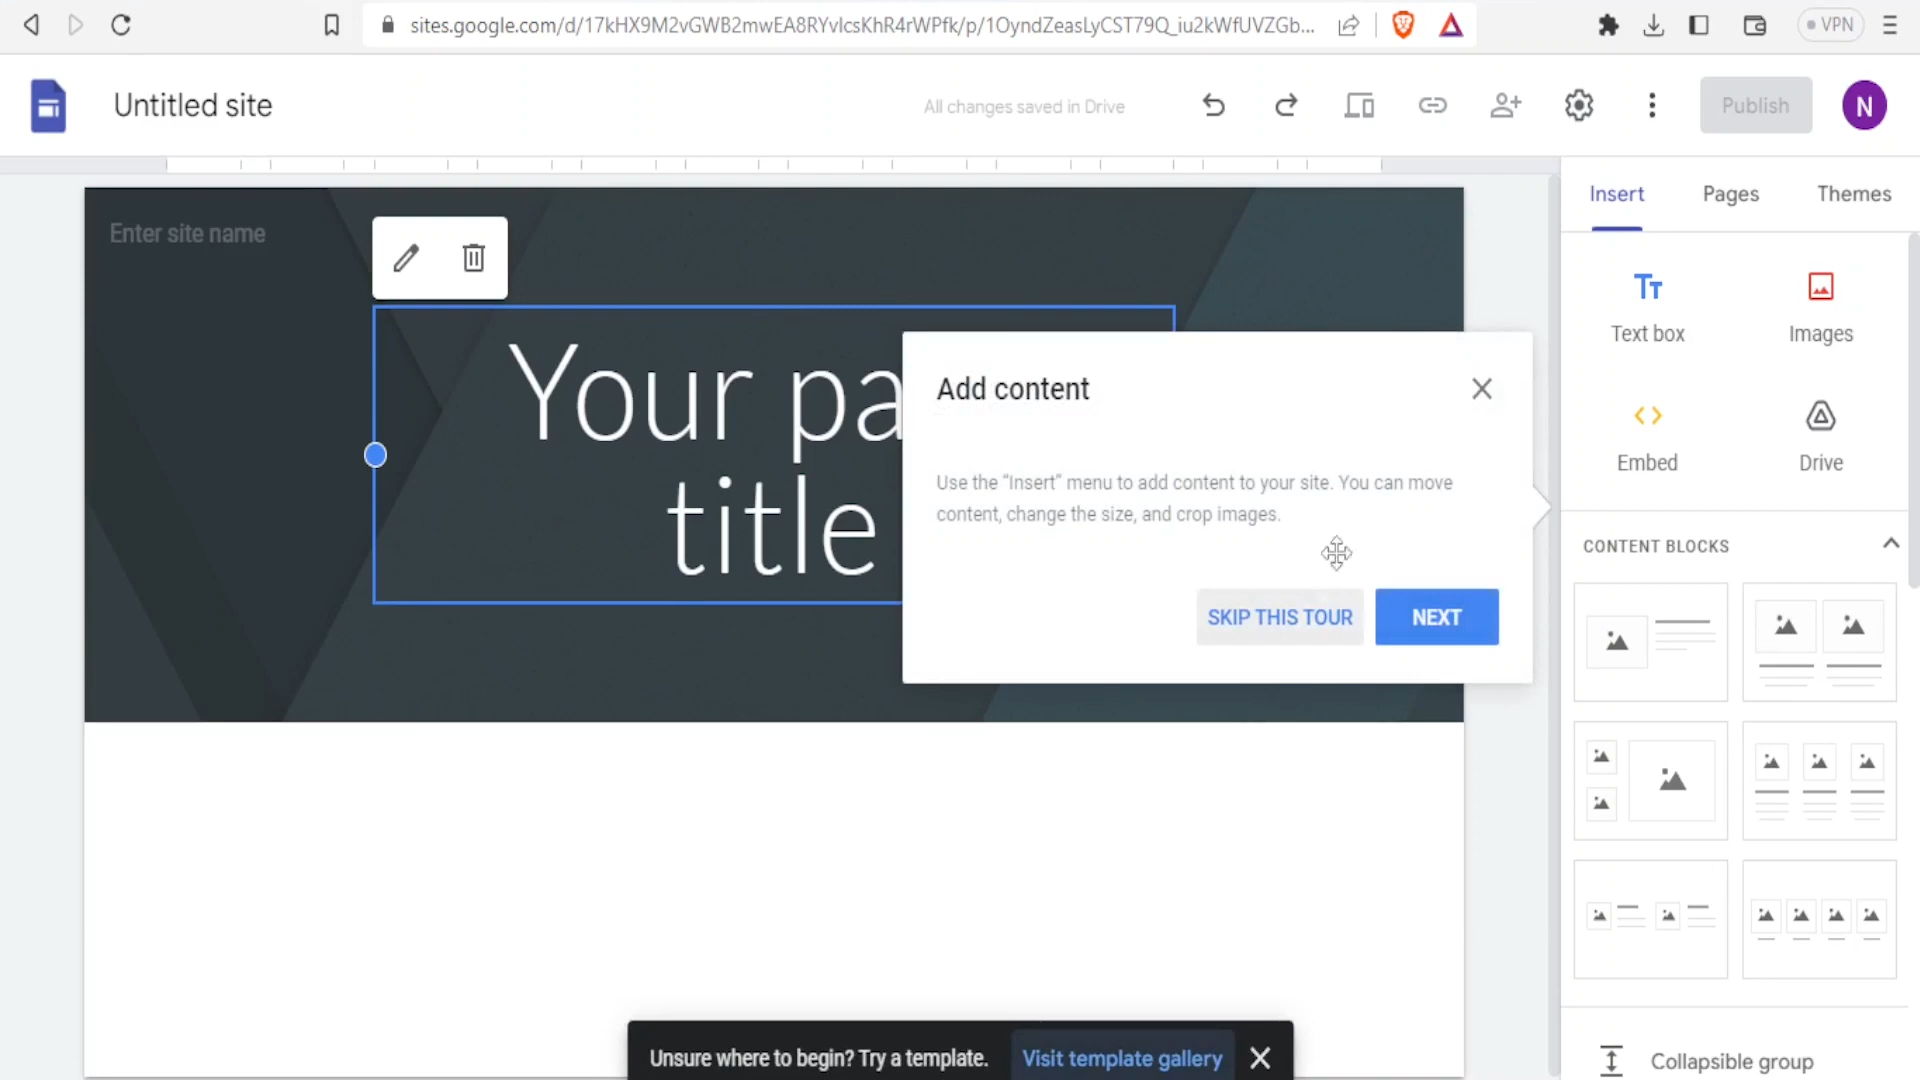 sites.google.com/d/17kHX9M2vGWB2mwEA8RYvIcsKhR4rWPfk/p/1OyndZeasLyCST79Q_iu2kWfUVZGb...
VPN
Untitled site
All changes saved in Drive
Publish
N
Insert
Pages
Themes
Enter site name
Your pa
title
Add content
Use the “Insert” menu to add content to your site. You can move
content, change the size, and crop images.
SKIP THIS TOUR
NEXT
Text box
Images
Embed
Drive
CONTENT BLOCKS
Collapsible group
Unsure where to begin? Try a template.
Visit template gallery